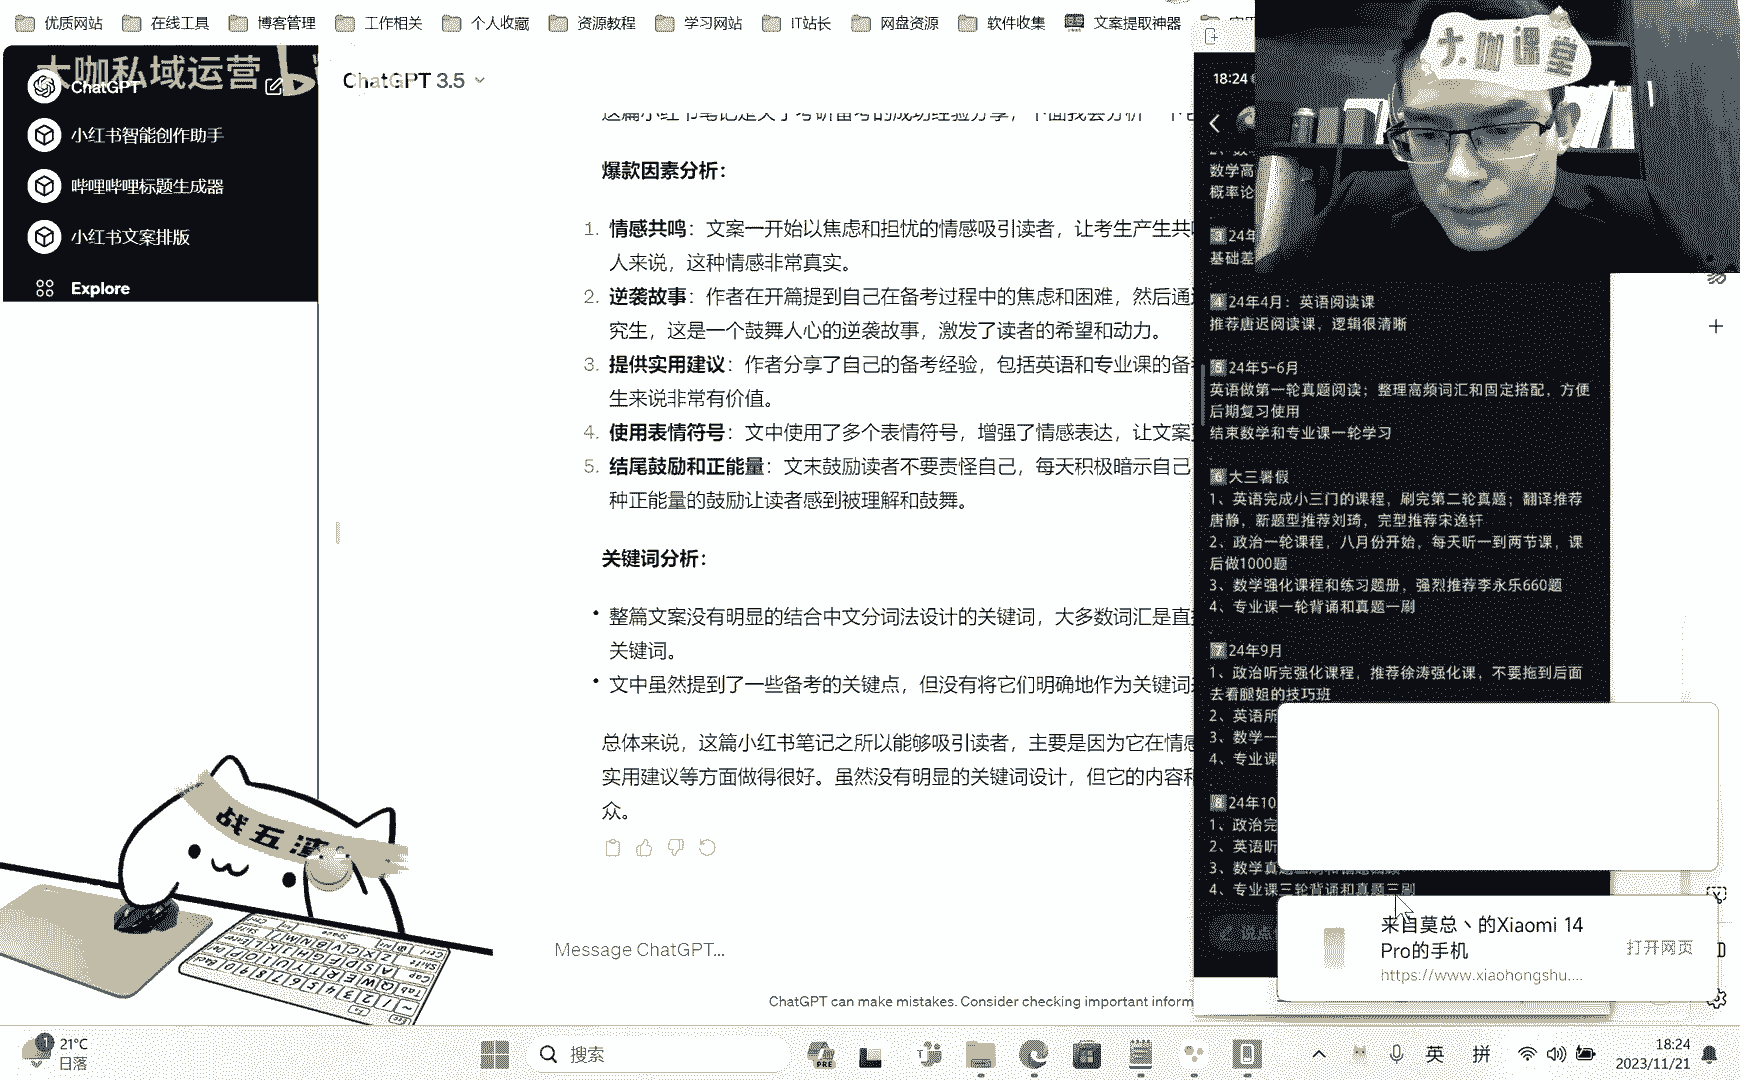 优质网站
在线工具
博客管理
工作相关
个人收藏
资源教程
学习网站
IT站长
网盘资源
软件收集
文案提取神器
大咖私域运营
ChatGPT
小红书智能创作助手
哔哩哔哩标题生成器
小红书文案排版
Explore
ChatGPT 3.5
爆款因素分析：
1. 情感共鸣：文案一开始以焦虑和担忧的情感吸引读者，让考生产生共
人来说，这种情感非常真实。
2. 逆袭故事：作者在开篇提到自己在备考过程中的焦虑和困难，然后通
究生，这是一个鼓舞人心的逆袭故事，激发了读者的希望和动力。
3. 提供实用建议：作者分享了自己的备考经验，包括英语和专业课的备
生来说非常有价值。
4. 使用表情符号：文中使用了多个表情符号，增强了情感表达，让文案
5. 结尾鼓励和正能量：文末鼓励读者不要责怪自己，每天积极暗示自己
种正能量的鼓励让读者感到被理解和鼓舞。
关键词分析：
• 整篇文案没有明显的结合中文分词法设计的关键词，大多数词汇是直
关键词。
• 文中虽然提到了一些备考的关键点，但没有将它们明确地作为关键词
总体来说，这篇小红书笔记之所以能够吸引读者，主要是因为它在情感
实用建议等方面做得很好。虽然没有明显的关键词设计，但它的内容和
众。
Message ChatGPT...
ChatGPT can make mistakes. Consider checking important inform
18:24
大咖课堂
数学高
概率论
3 24年
基础差
4 24年4月：英语阅读课
推荐唐迟阅读课，逻辑很清晰
5 24年5-6月
英语做第一轮真题阅读；整理高频词汇和固定搭配，方便
后期复习使用
结束数学和专业课一轮学习
6 大三暑假
1、英语完成小三门的课程，刷完第二轮真题；翻译推荐
唐静，新题型推荐刘琦，完型推荐宋逸轩
2、政治一轮课程，八月份开始，每天听一到两节课，课
后做1000题
3、数学强化课程和练习题册，强烈推荐李永乐660题
4、专业课一轮背诵和真题一刷
7 24年9月
1、政治听完强化课程，推荐徐涛强化课，不要拖到后面
去看腿姐的技巧班
2、英语所
3、数学一
4、专业课
8 24年10
1、政治完
2、英语听
3、数学真
4、专业课三轮背诵和真题三刷
来自莫总丶的Xiaomi 14
Pro的手机
https://www.xiaohongshu....
打开网页
战五渣
21°C
日落
搜索
英
拼
18:24
2023/11/21